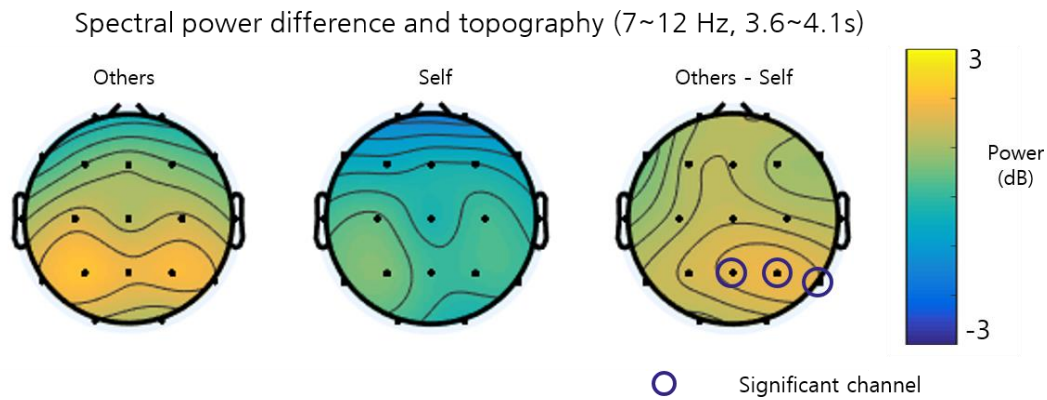 Spectral power difference and topography (7~12 Hz, 3.6~4.1s)
Others
Self
Others - Self
3
Power
(dB)
-3
Significant channel